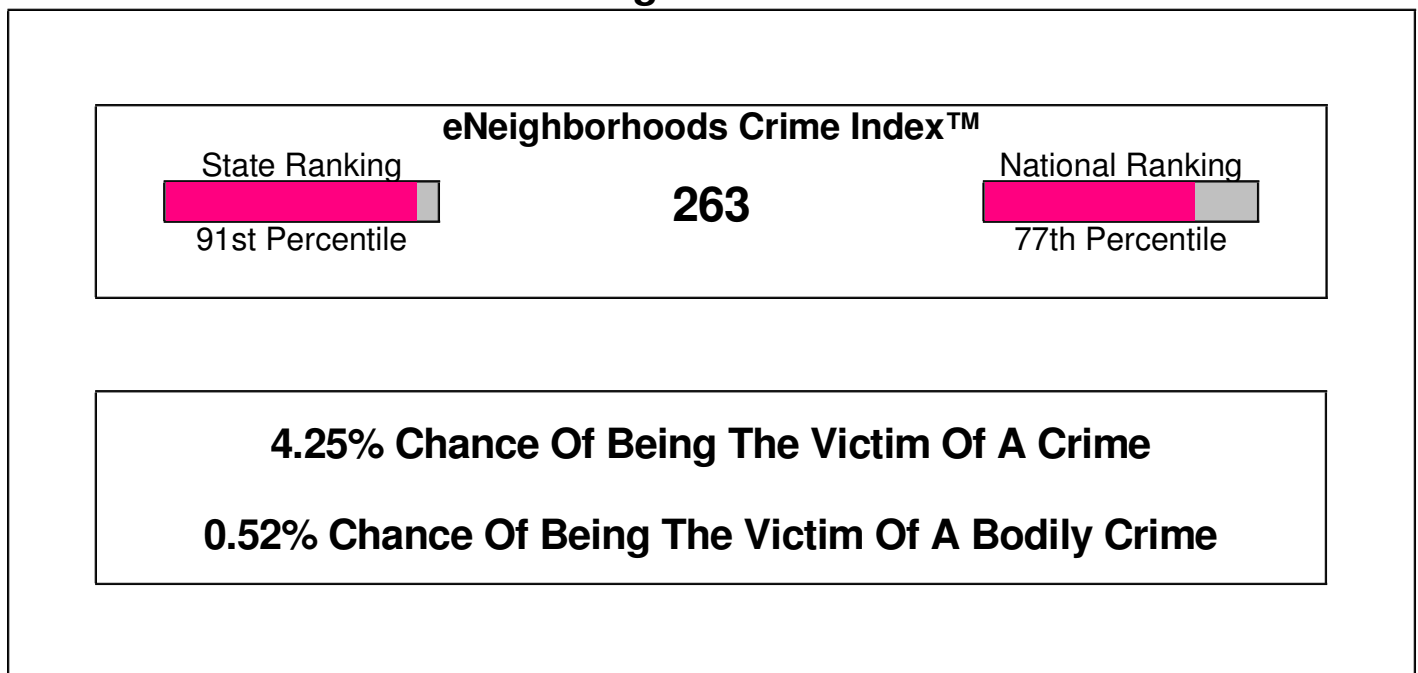 eNeighborhoods Crime Index™
State Ranking
263
National Ranking
91st Percentile
77th Percentile
4.25% Chance Of Being The Victim Of A Crime
0.52% Chance Of Being The Victim Of A Bodily Crime